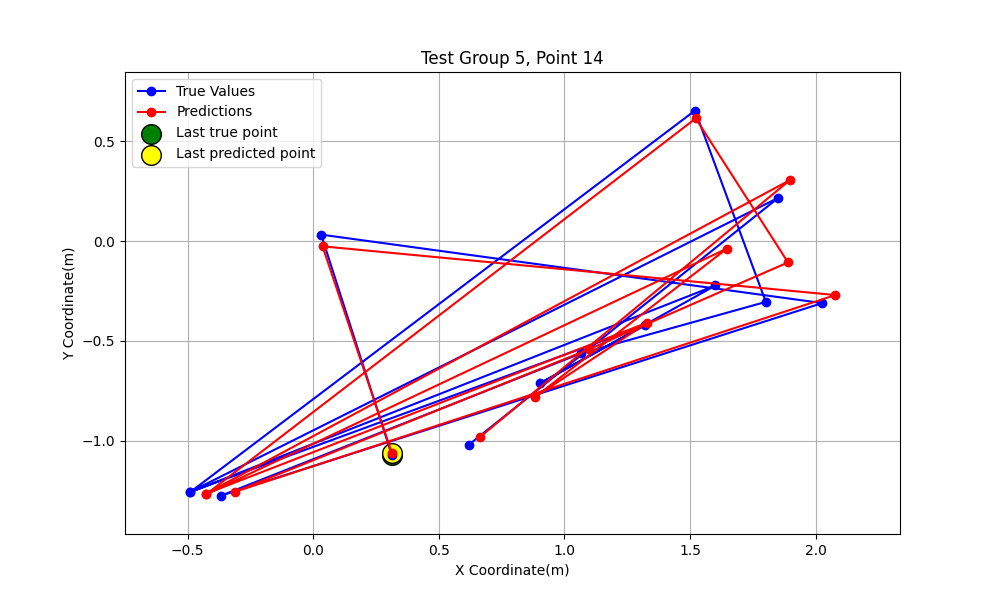 Test Group 5, Point 14
True Values
Predictions
Last true point
Last predicted point
0.5
0.0
−0.5
−1.0
Y Coordinate(m)
−0.5 0.0 0.5 1.0 1.5 2.0
X Coordinate(m)